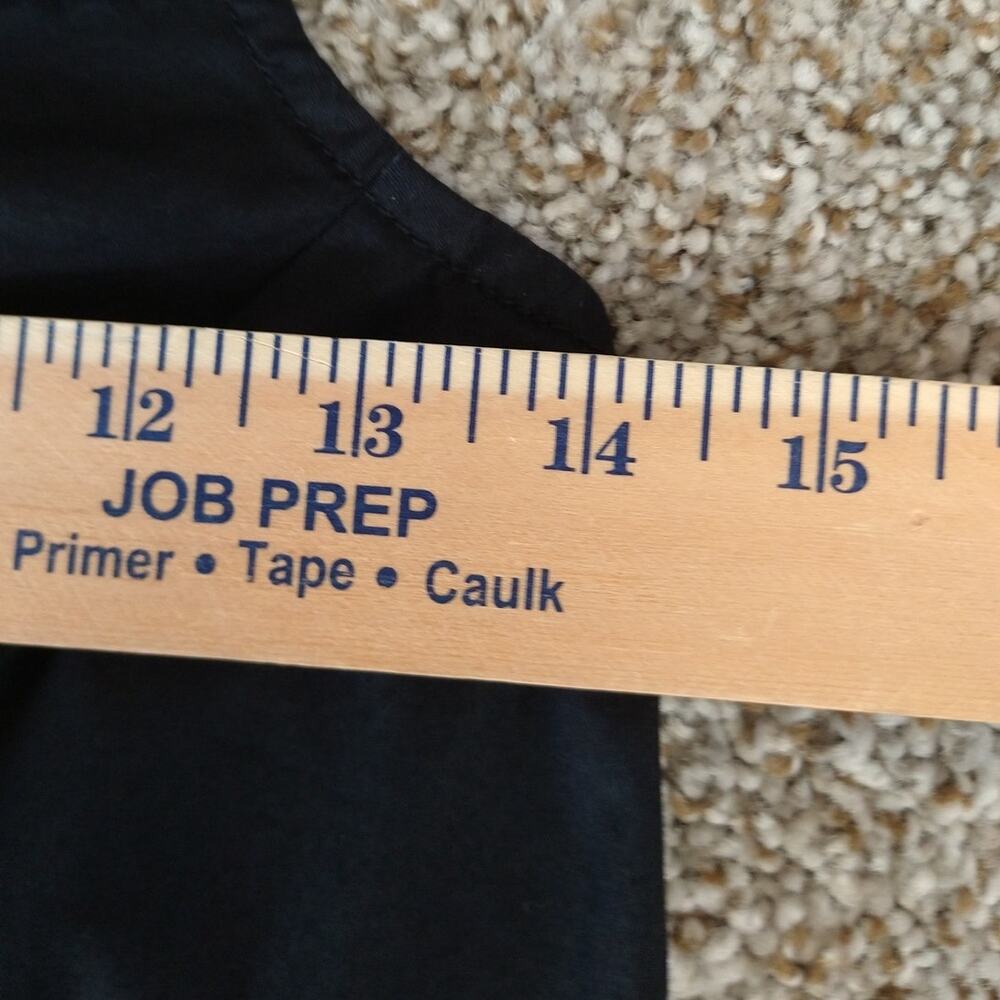 12 13 14 15
JOB PREP
Primer • Tape • Caulk